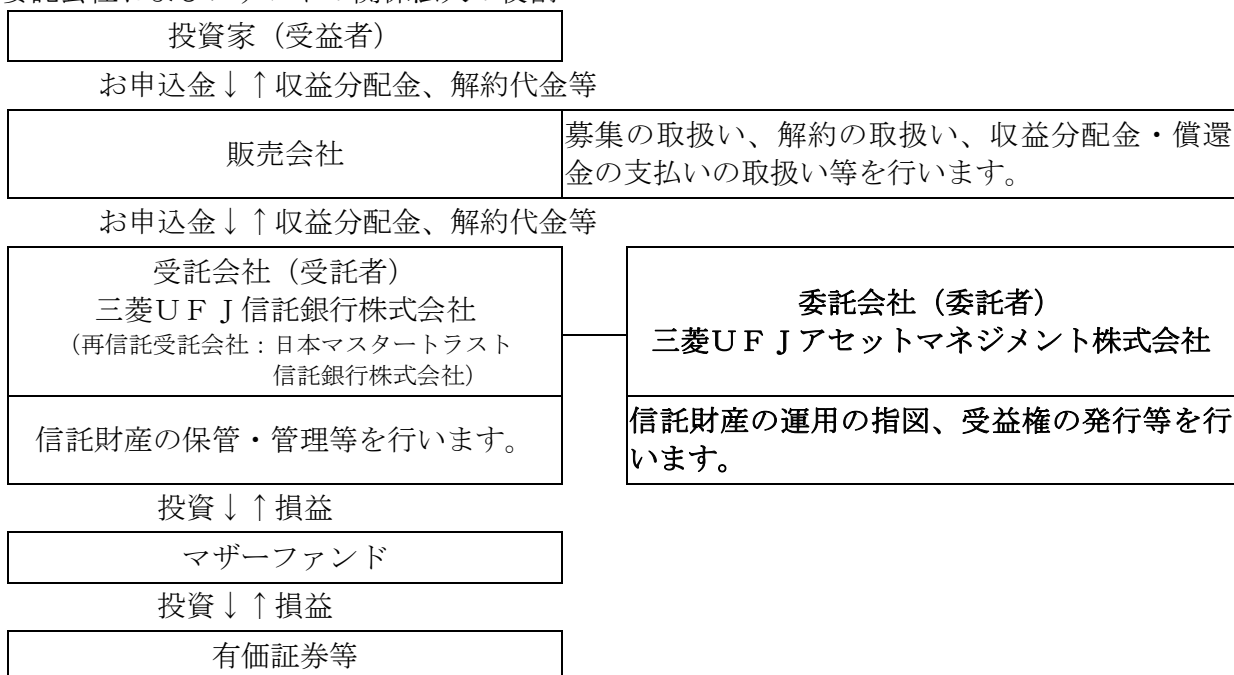 投資家（受益者）
お申込金↓↑収益分配金、解約代金等
販売会社
募集の取扱い、解約の取扱い、収益分配金・償還
金の支払いの取扱い等を行います。
お申込金↓↑収益分配金、解約代金等
受託会社（受託者）
三菱ＵＦＪ信託銀行株式会社
（再信託受託会社：日本マスタートラスト
信託銀行株式会社）
委託会社（委託者）
三菱ＵＦＪアセットマネジメント株式会社
信託財産の保管・管理等を行います。
信託財産の運用の指図、受益権の発行等を行
います。
投資↓↑損益
マザーファンド
投資↓↑損益
有価証券等